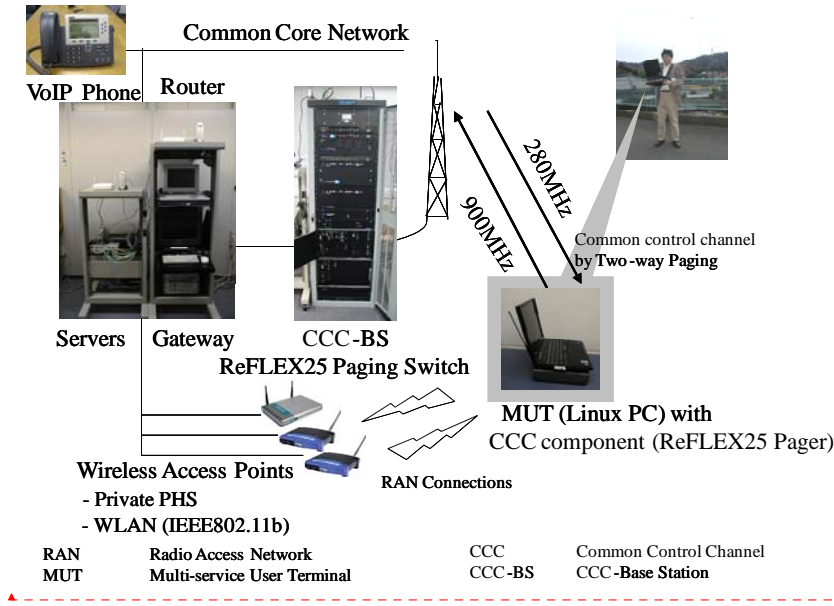 Common Core Network
VoIP Phone
Router
280MHz
900MHz
Common control channel
by Two-way Paging
Servers
Gateway
CCC-BS
ReFLEX25 Paging Switch
MUT (Linux PC) with
CCC component (ReFLEX25 Pager)
Wireless Access Points
- Private PHS
- WLAN (IEEE802.11b)
RAN Connections
RAN Radio Access Network
MUT Multi-service User Terminal
CCC Common Control Channel
CCC-BS CCC-Base Station